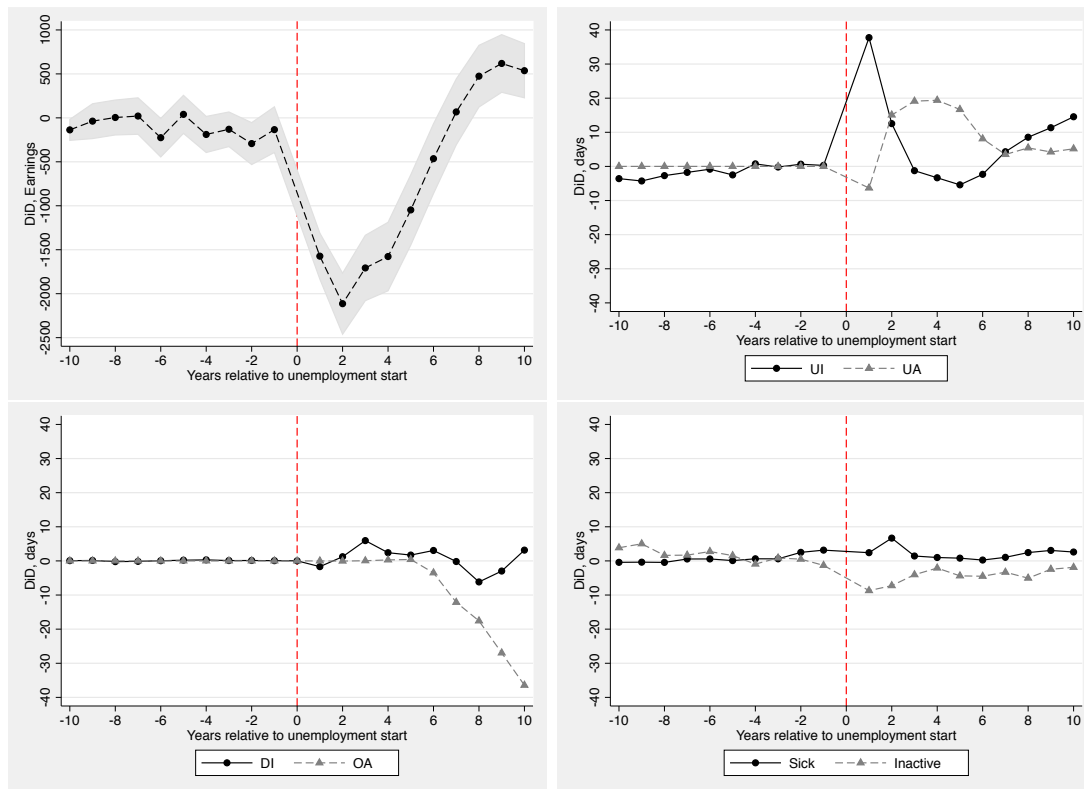 DiD, Earnings
1000
500
0
-500
-1000
-1500
-2000
-2500
-10 -8 -6 -4 -2 0 2 4 6 8 10
Years relative to unemployment start
DiD, days
40
30
20
10
0
-10
-20
-30
-40
-10 -8 -6 -4 -2 0 2 4 6 8 10
Years relative to unemployment start
UI UA
DiD, days
40
30
20
10
0
-10
-20
-30
-40
-10 -8 -6 -4 -2 0 2 4 6 8 10
Years relative to unemployment start
DI OA
DiD, days
40
30
20
10
0
-10
-20
-30
-40
-10 -8 -6 -4 -2 0 2 4 6 8 10
Years relative to unemployment start
Sick Inactive